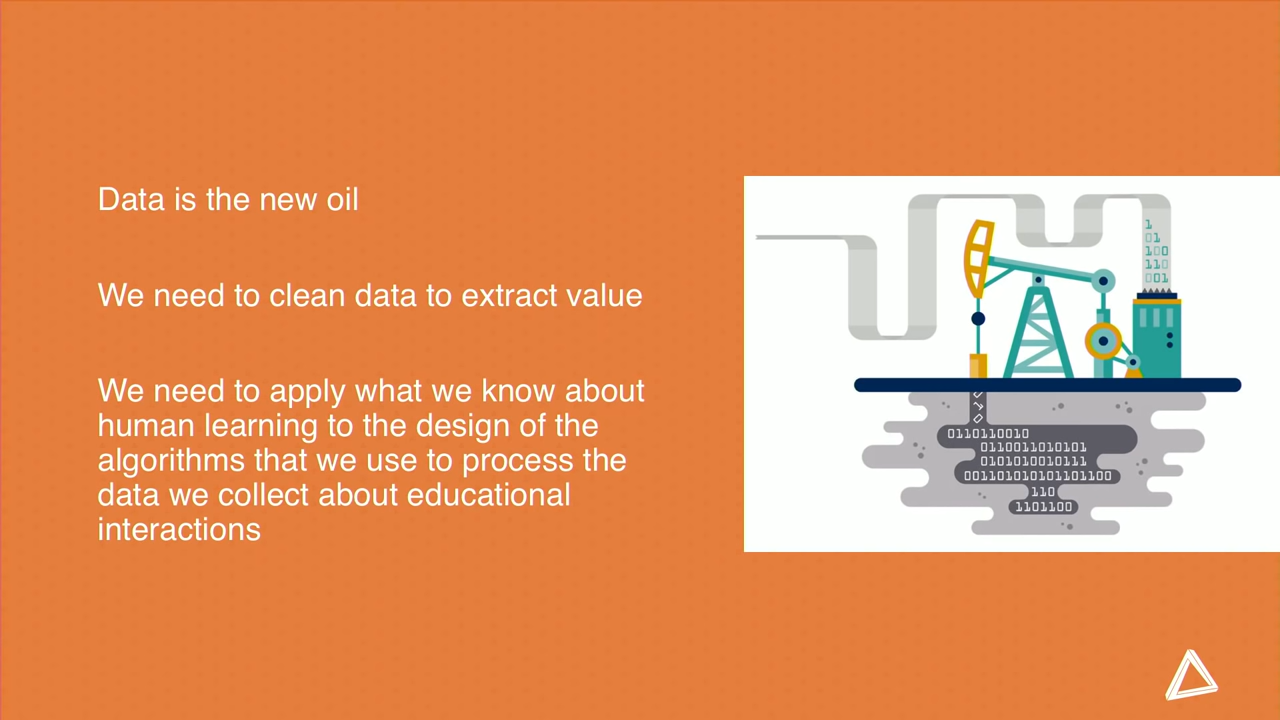 Data is the new oil
We need to clean data to extract value
We need to apply what we know about
human learning to the design of the
algorithms that we use to process the
data we collect about educational
interactions
1
01
100
110
001
010
0110110010
0110011010101
0101010010111
001101010101101100
110
1101100